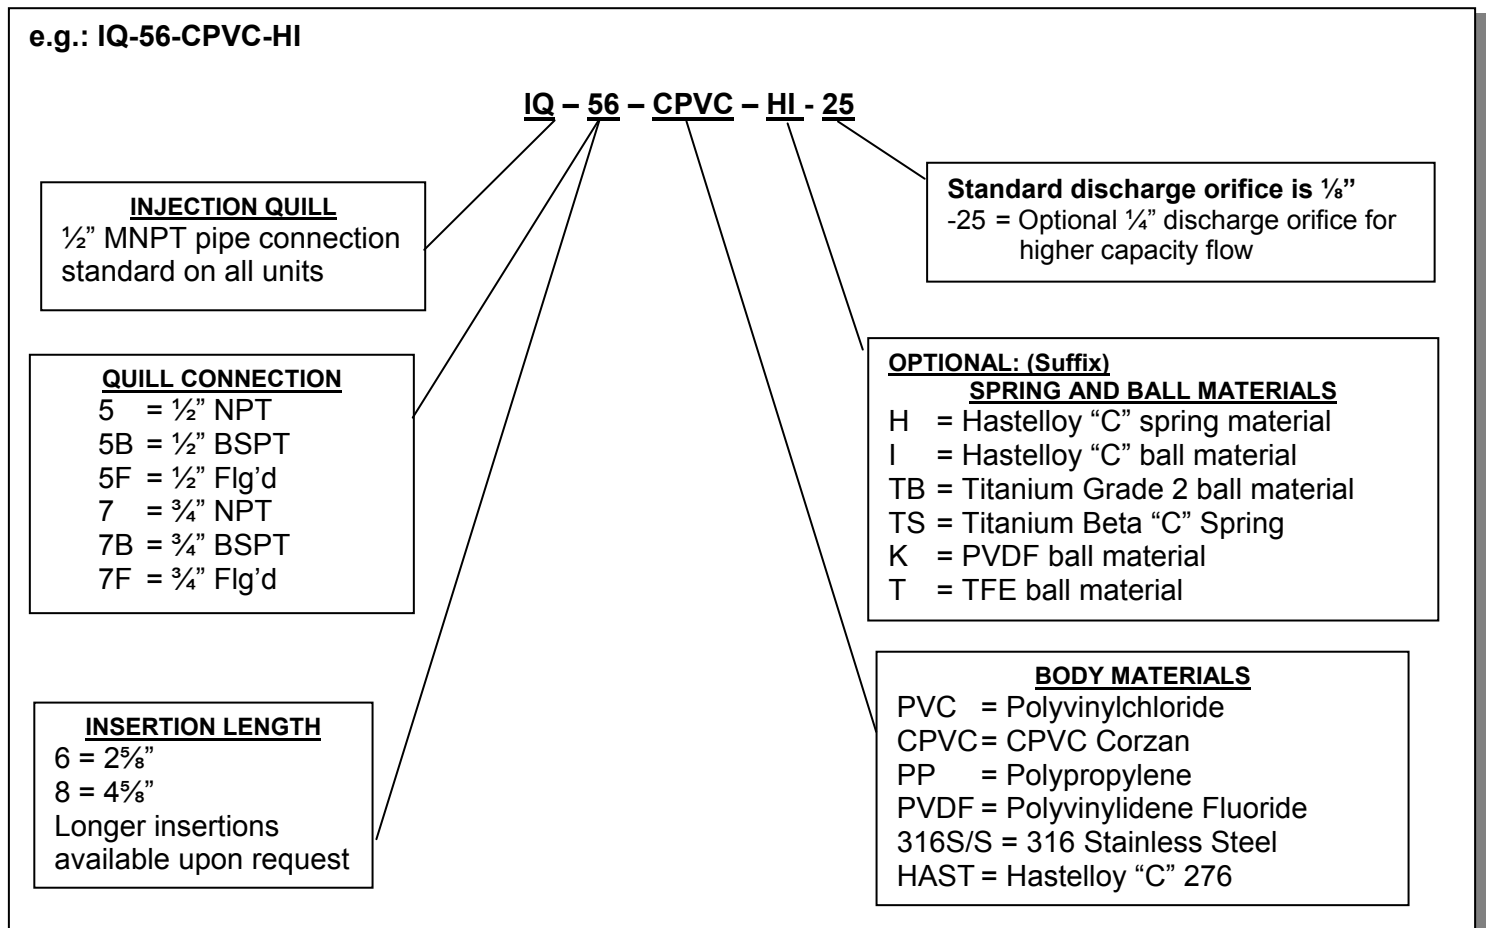 e.g.: IQ-56-CPVC-HI
IQ – 56 – CPVC – HI - 25
INJECTION QUILL
½” MNPT pipe connection
standard on all units
Standard discharge orifice is ⅛”
-25 = Optional ¼” discharge orifice for
higher capacity flow
QUILL CONNECTION
5 = ½” NPT
5B = ½” BSPT
5F = ½” Flg’d
7 = ¾” NPT
7B = ¾” BSPT
7F = ¾” Flg’d
OPTIONAL: (Suffix)
SPRING AND BALL MATERIALS
H = Hastelloy “C” spring material
I = Hastelloy “C” ball material
TB = Titanium Grade 2 ball material
TS = Titanium Beta “C” Spring
K = PVDF ball material
T = TFE ball material
INSERTION LENGTH
6 = 2⅝”
8 = 4⅝”
Longer insertions
available upon request
BODY MATERIALS
PVC = Polyvinylchloride
CPVC= CPVC Corzan
PP = Polypropylene
PVDF = Polyvinylidene Fluoride
316S/S = 316 Stainless Steel
HAST = Hastelloy “C” 276